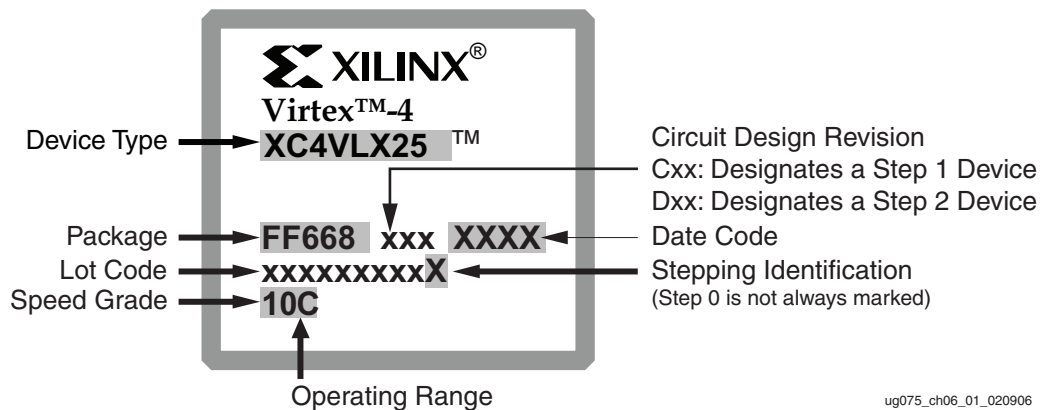 XILINX®
Virtex™-4
Device Type
XC4VLX25™
Circuit Design Revision
Cxx: Designates a Step 1 Device
Dxx: Designates a Step 2 Device
Package
FF668 xxx XXXX
Date Code
Lot Code
xxxxxxxxxX
Stepping Identification
(Step 0 is not always marked)
Speed Grade
10C
Operating Range
ug075_ch06_01_020906